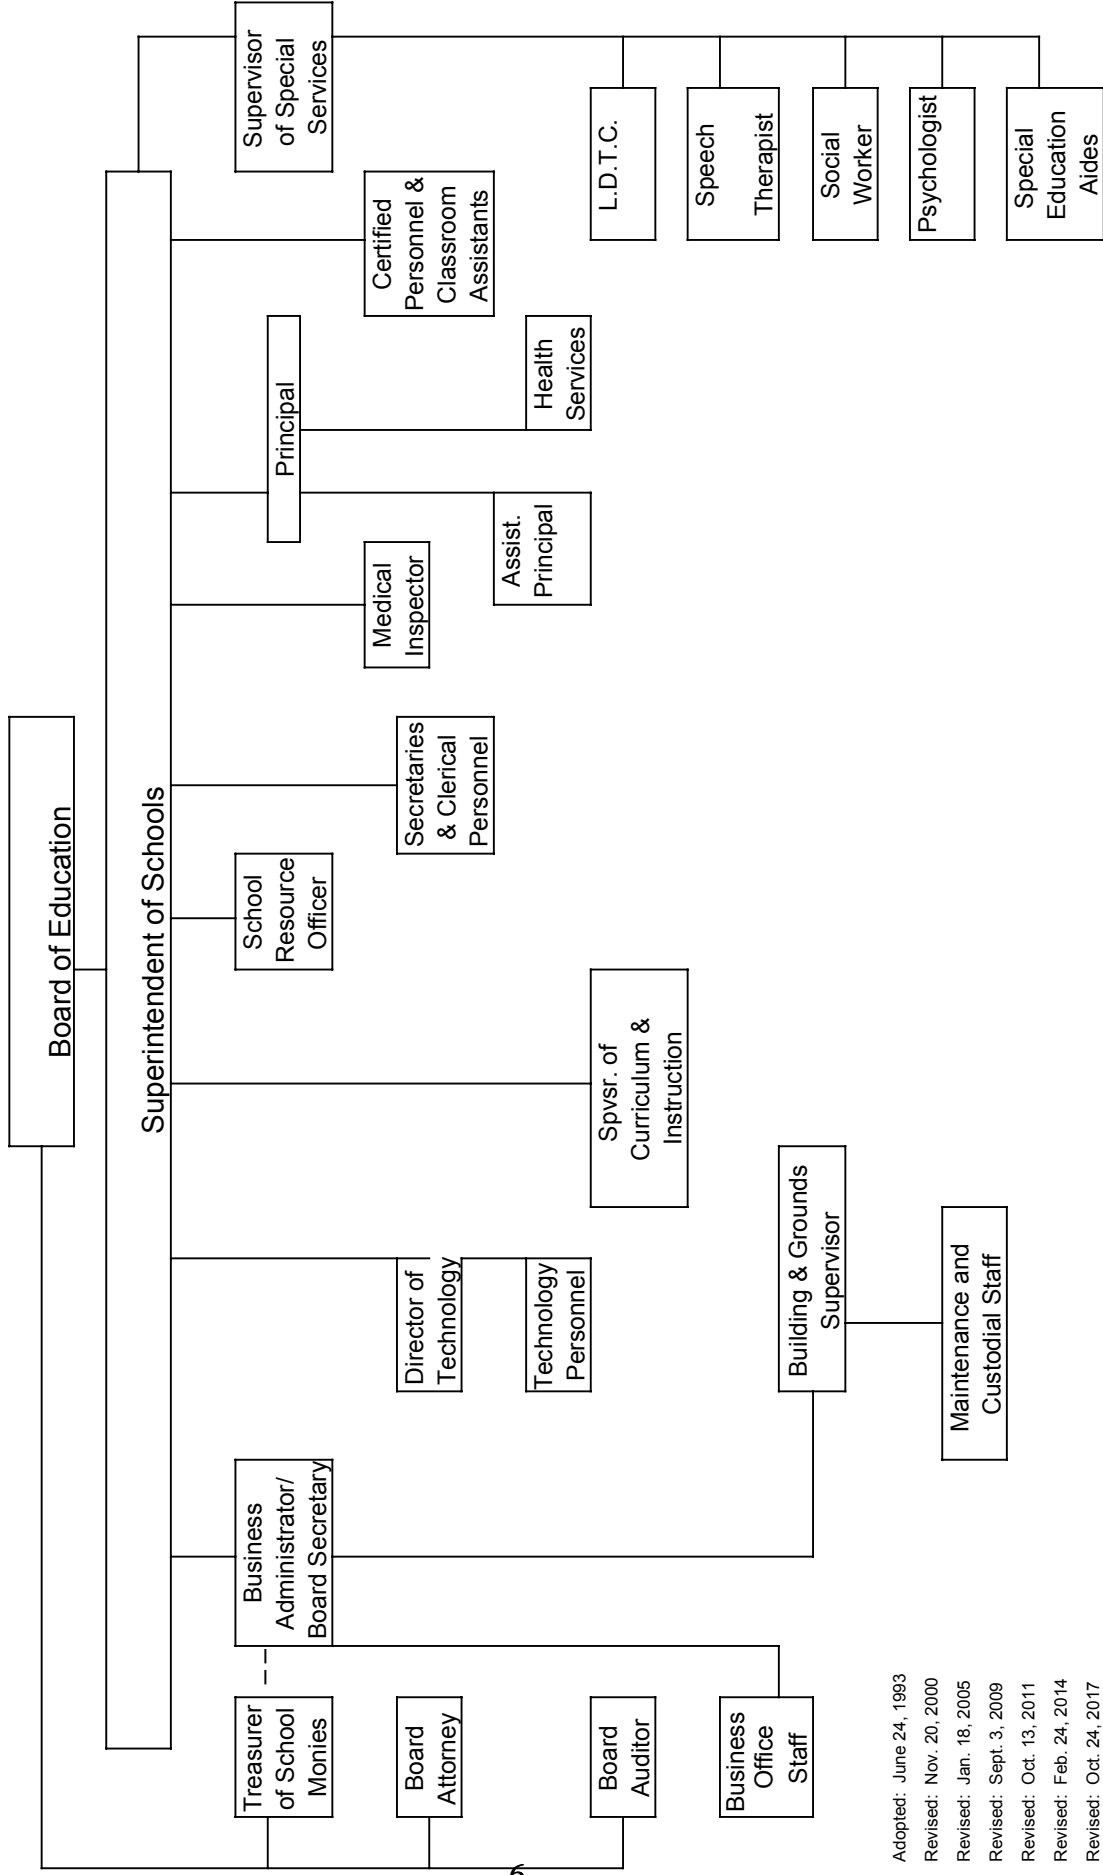 Board of Education
Superintendent of Schools
Treasurer
of School
Monies
Business
Administrator/
Board Secretary
School
Resource
Officer
Principal
Supervisor
of Special
Services
Board
Attorney
Director of
Technology
Secretaries
& Clerical
Personnel
Medical
Inspector
Certified
Personnel &
Classroom
Assistants
Board
Auditor
Technology
Personnel
Spvsr. of
Curriculum &
Instruction
Assist.
Principal
Health
Services
L.D.T.C.
Business
Office
Staff
Building & Grounds
Supervisor
Speech
Therapist
Social
Worker
Maintenance and
Custodial Staff
Psychologist
Special
Education
Aides
Adopted: June 24, 1993
Revised: Nov. 20, 2000
Revised: Jan. 18, 2005
Revised: Sept. 3, 2009
Revised: Oct. 13, 2011
Revised: Feb. 24, 2014
Revised: Oct. 24, 2017
6